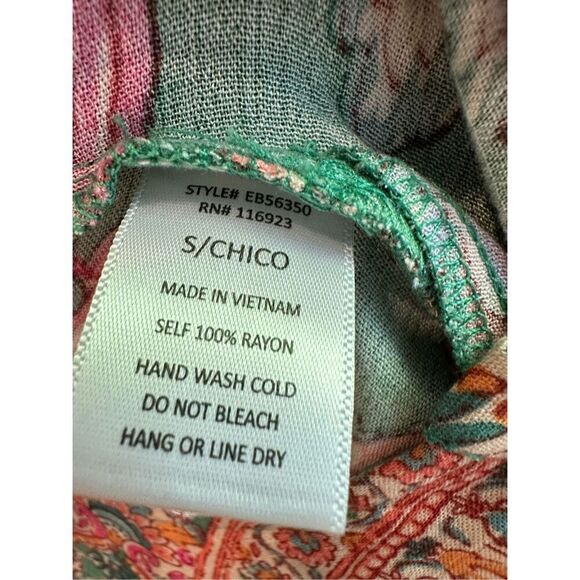 STYLE# EB56350
RN# 116923
S/CHICO
MADE IN VIETNAM
SELF 100% RAYON
HAND WASH COLD
DO NOT BLEACH
HANG OR LINE DRY